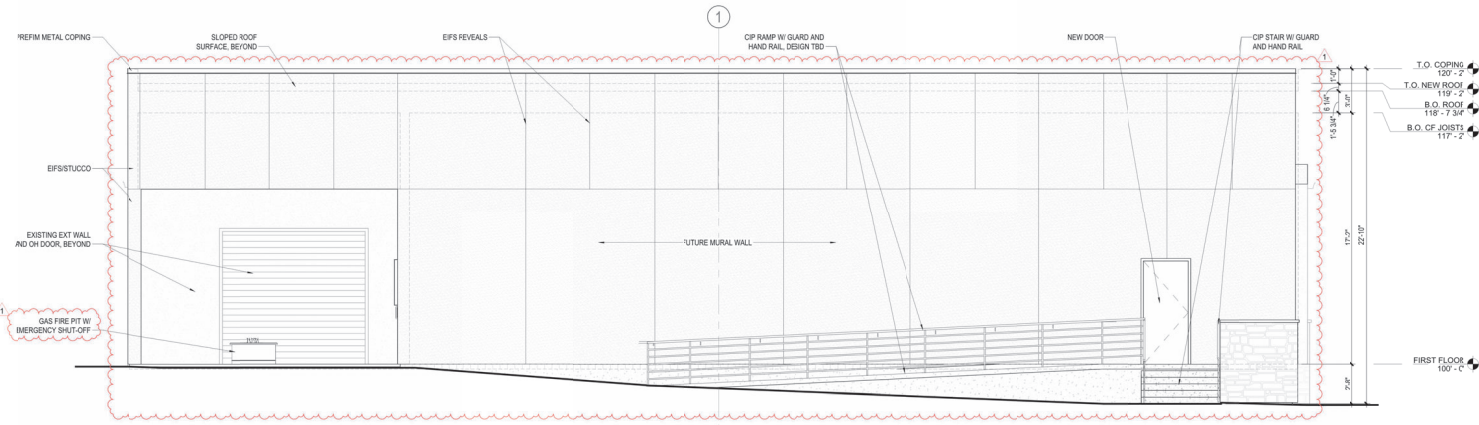 1
PREFIM METAL COPING
SLOPED ROOF
SURFACE, BEYOND
EIFS REVEALS
CIP RAMP W/ GUARD AND
HAND RAIL, DESIGN TBD
NEW DOOR
CIP STAIR W/ GUARD
AND HAND RAIL
1
T.O. COPING
120' - 2"
T.O. NEW ROOF
119' - 2"
B.O. ROOF
118' - 7 3/4"
B.O. CF JOISTS
117' - 2"
1'-0"
6 1/4"
1'-5 3/4"
3'-0"
EIFS/STUCCO
EXISTING EXT WALL
AND OH DOOR, BEYOND
FUTURE MURAL WALL
17'-2"
22'-10"
1
GAS FIRE PIT W/
EMERGENCY SHUT-OFF
FIRST FLOOR
100' - 0"
2'-8"